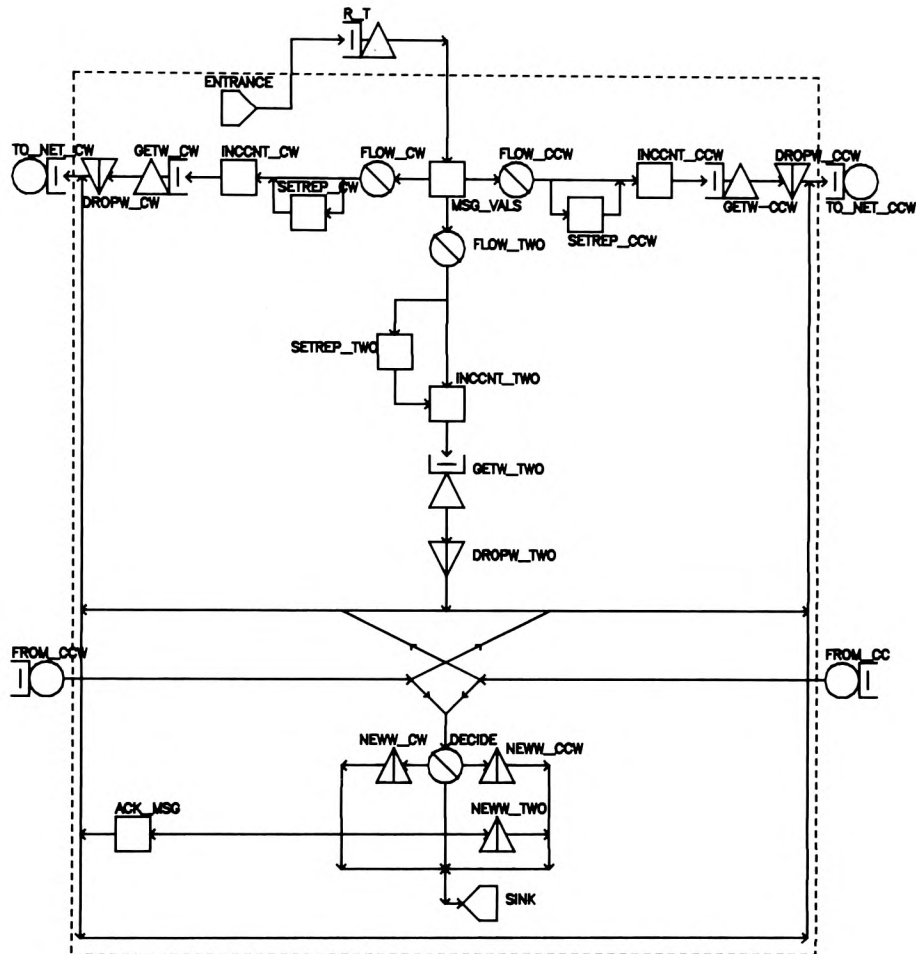 R_T
ENTRANCE
TO_NET_CW
GETW_CW
INCCNT_CW
FLOW_CW
FLOW_CCW
INCCNT_CCW
DROPW_CCW
SETREP_CW
DROPW_CW
MSG_VALS
SETREP_CCW
GETW-CCW
TO_NET_CCW
FLOW_TWO
SETREP_TWO
INCCNT_TWO
GETW_TWO
DROPW_TWO
FROM_CCW
FROM_CC
NEWW_CW
DECIDE
NEWW_CCW
ACK_MSG
NEWW_TWO
SINK